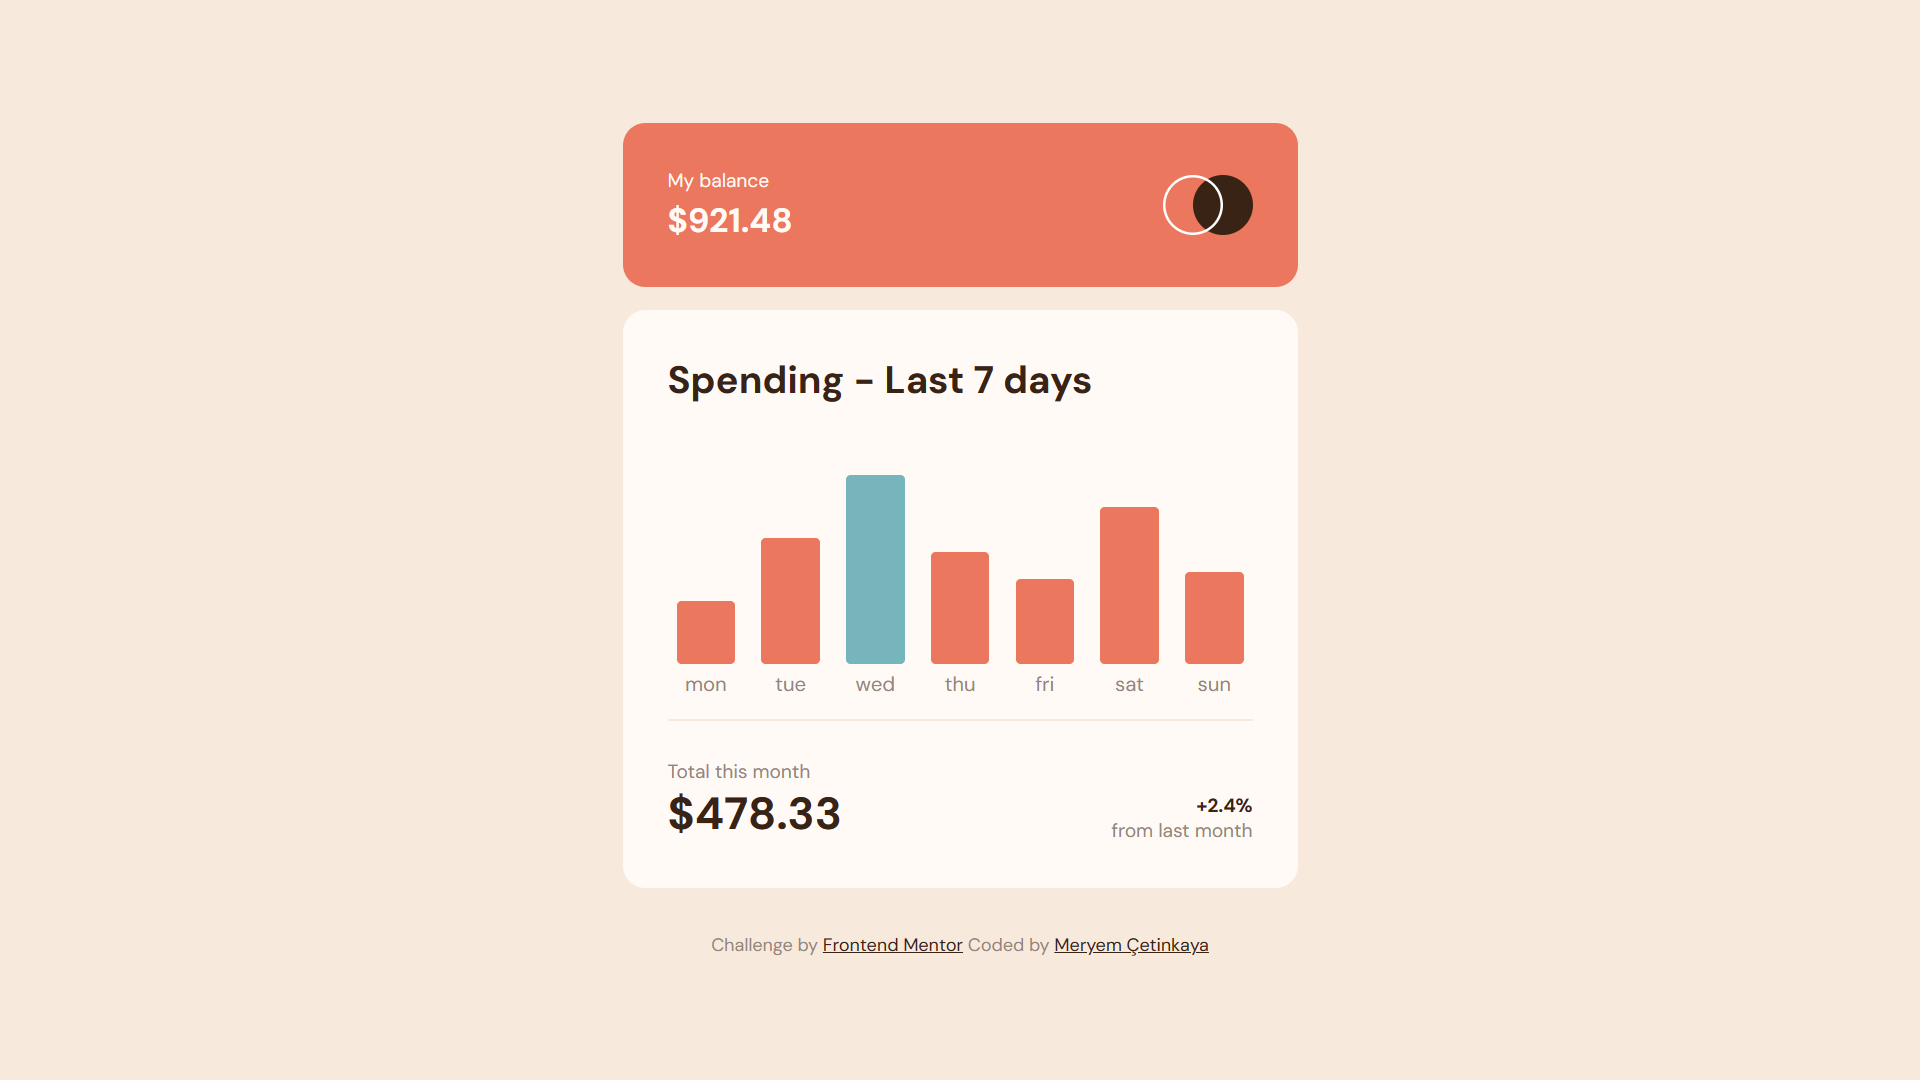 My balance
$921.48
Spending - Last 7 days
mon tue wed thu fri sat sun
Total this month
$478.33
+2.4%
from last month
Challenge by Frontend Mentor Coded by Meryem Çetinkaya